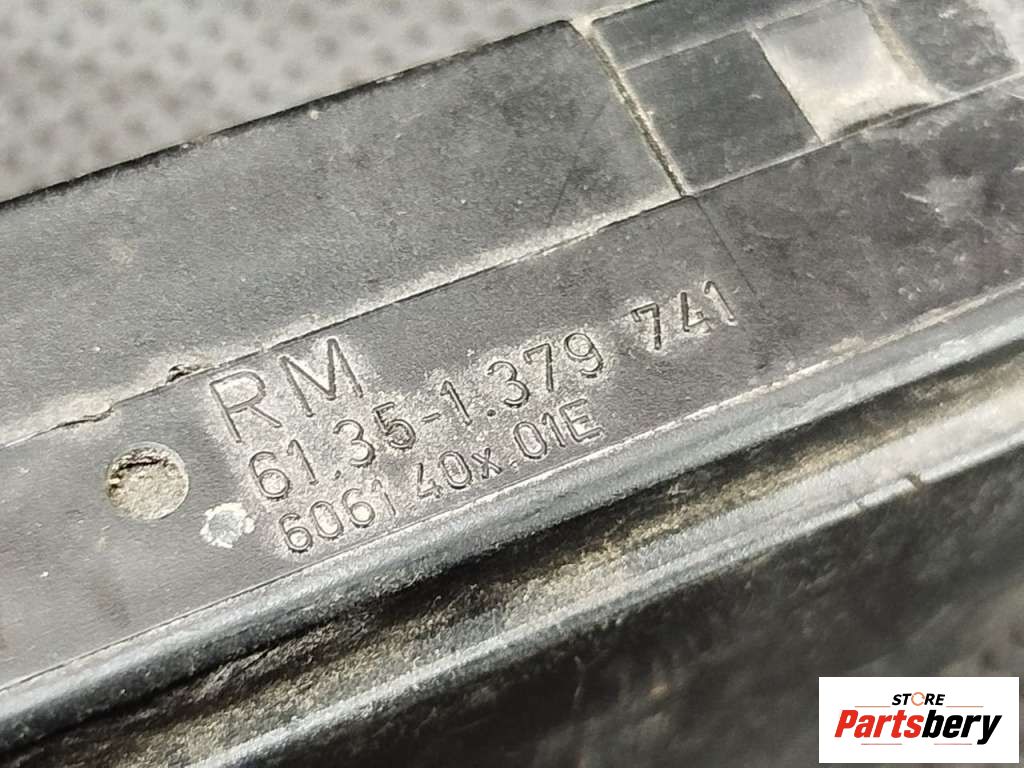 RM
61.35-1.379 741
6061 40x.01E
STORE
Partsbery